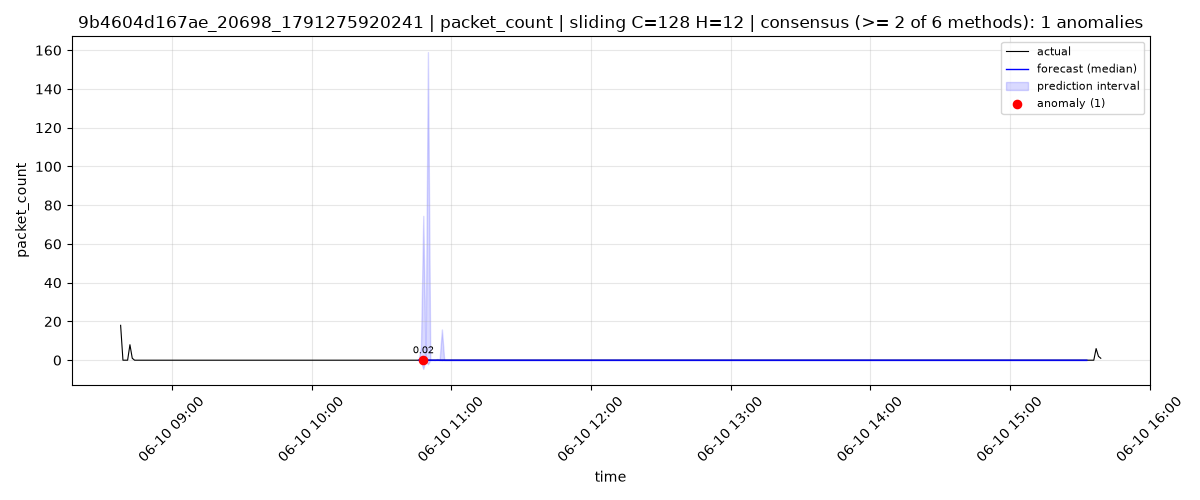 9b4604d167ae_20698_1791275920241 | packet_count | sliding C=128 H=12 | consensus (>= 2 of 6 methods): 1 anomalies
packet_count
160
140
120
100
80
60
40
20
0
actual
forecast (median)
prediction interval
anomaly (1)
0.02
06-10 09:00
06-10 10:00
06-10 11:00
06-10 12:00
06-10 13:00
06-10 14:00
06-10 15:00
06-10 16:00
time